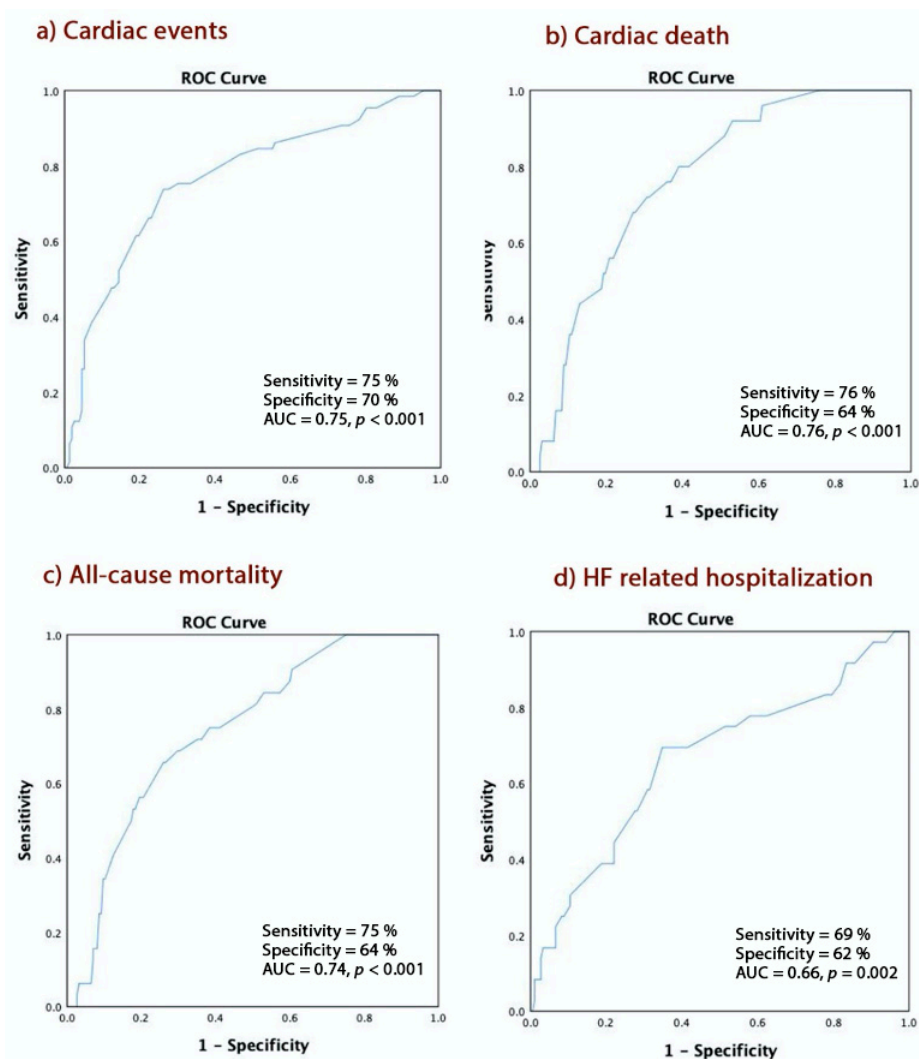 a) Cardiac events
ROC Curve
1.0
0.8
0.6
0.4
0.2
0.0
Sensitivity
Sensitivity = 75 %
Specificity = 70 %
AUC = 0.75, p < 0.001
0.0 0.2 0.4 0.6 0.8 1.0
1 – Specificity
b) Cardiac death
ROC Curve
1.0
0.8
0.6
0.4
0.2
0.0
Sensitivity
Sensitivity = 76 %
Specificity = 64 %
AUC = 0.76, p < 0.001
0.0 0.2 0.4 0.6 0.8 1.0
1 – Specificity
c) All-cause mortality
ROC Curve
1.0
0.8
0.6
0.4
0.2
0.0
Sensitivity
Sensitivity = 75 %
Specificity = 64 %
AUC = 0.74, p < 0.001
0.0 0.2 0.4 0.6 0.8 1.0
1 – Specificity
d) HF related hospitalization
ROC Curve
1.0
0.8
0.6
0.4
0.2
0.0
Sensitivity
Sensitivity = 69 %
Specificity = 62 %
AUC = 0.66, p = 0.002
0.0 0.2 0.4 0.6 0.8 1.0
1 – Specificity